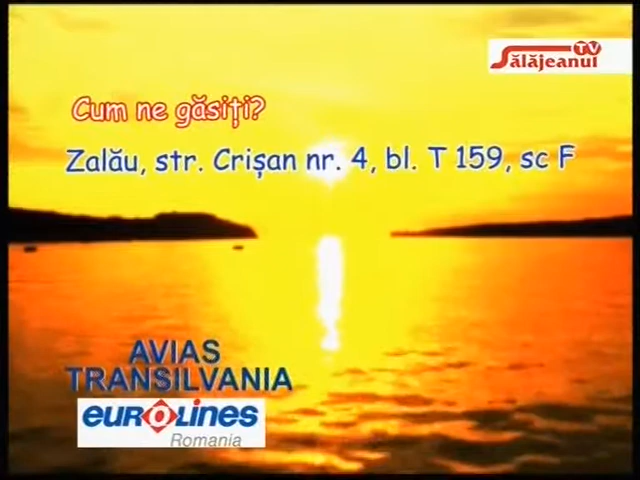 Sălăjeanul TV
Cum ne găsiți?
Zalău, str. Crișan nr. 4, bl. T 159, sc F
AVIAS
TRANSILVANIA
EUROLINES
Romania